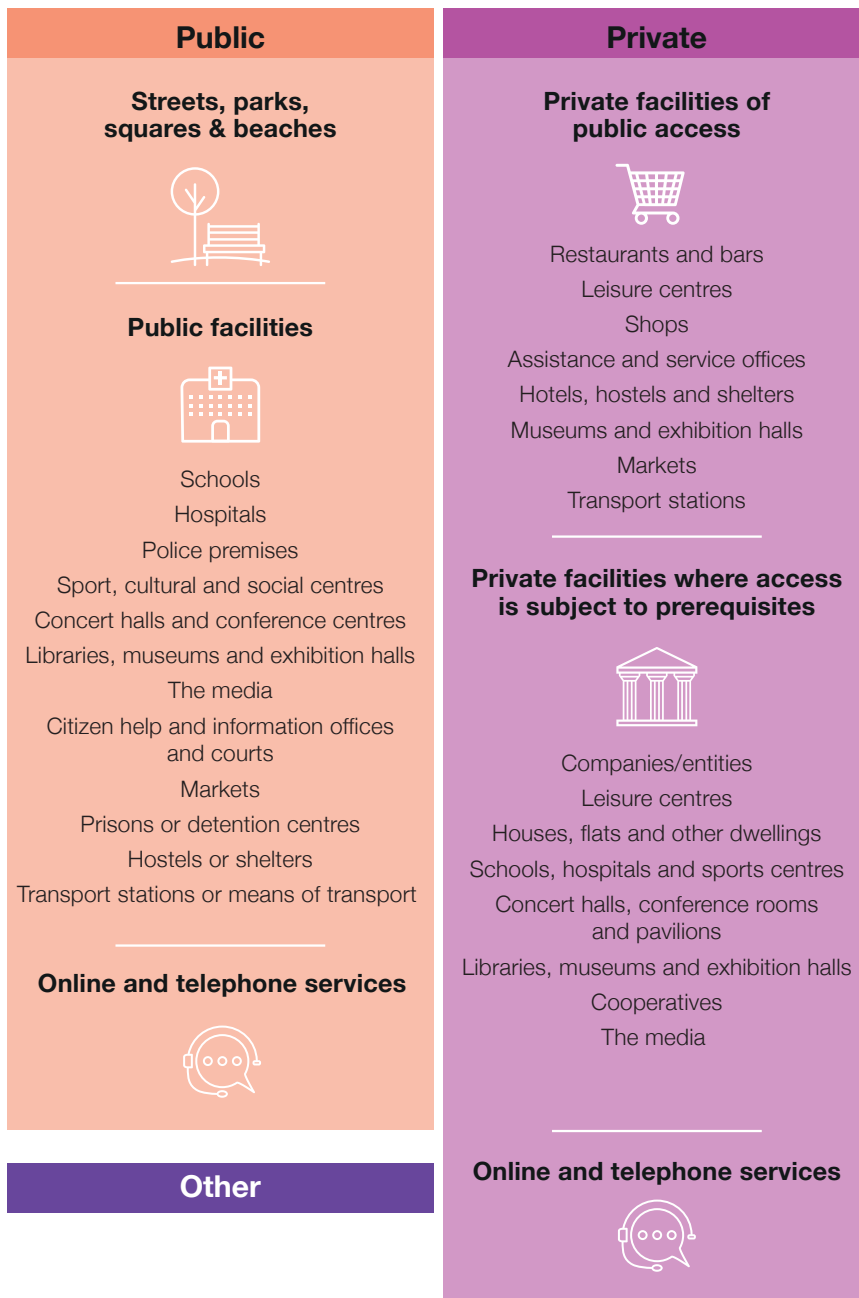 Public
Streets, parks,
squares & beaches
Public facilities
Schools
Hospitals
Police premises
Sport, cultural and social centres
Concert halls and conference centres
Libraries, museums and exhibition halls
The media
Citizen help and information offices
and courts
Markets
Prisons or detention centres
Hostels or shelters
Transport stations or means of transport
Online and telephone services
Other
Private
Private facilities of
public access
Restaurants and bars
Leisure centres
Shops
Assistance and service offices
Hotels, hostels and shelters
Museums and exhibition halls
Markets
Transport stations
Private facilities where access
is subject to prerequisites
Companies/entities
Leisure centres
Houses, flats and other dwellings
Schools, hospitals and sports centres
Concert halls, conference rooms
and pavilions
Libraries, museums and exhibition halls
Cooperatives
The media
Online and telephone services